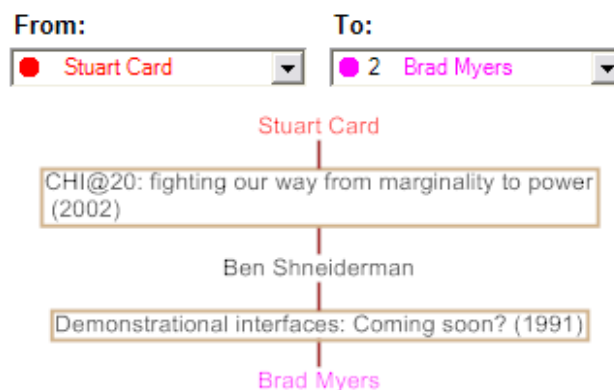 From: To:
Stuart Card 2 Brad Myers
Stuart Card
CHI@20: fighting our way from marginality to power
(2002)
Ben Shneiderman
Demonstrational interfaces: Coming soon? (1991)
Brad Myers